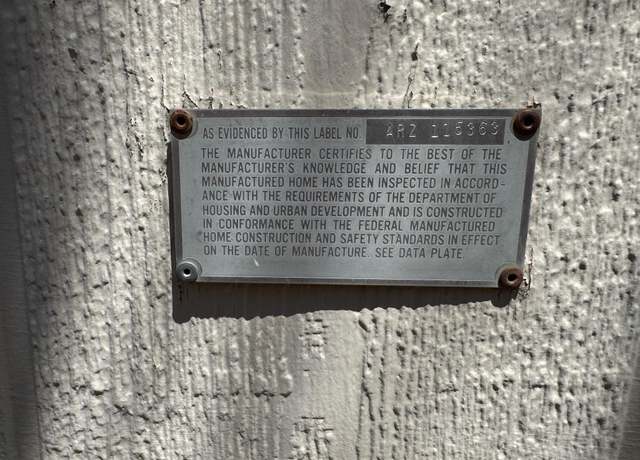 AS EVIDENCED BY THIS LABEL NO. ARZ 115363
THE MANUFACTURER CERTIFIES TO THE BEST OF THE
MANUFACTURER'S KNOWLEDGE AND BELIEF THAT THIS
MANUFACTURED HOME HAS BEEN INSPECTED IN ACCORD-
ANCE WITH THE REQUIREMENTS OF THE DEPARTMENT OF
HOUSING AND URBAN DEVELOPMENT AND IS CONSTRUCTED
IN CONFORMANCE WITH THE FEDERAL MANUFACTURED
HOME CONSTRUCTION AND SAFETY STANDARDS IN EFFECT
ON THE DATE OF MANUFACTURE. SEE DATA PLATE.